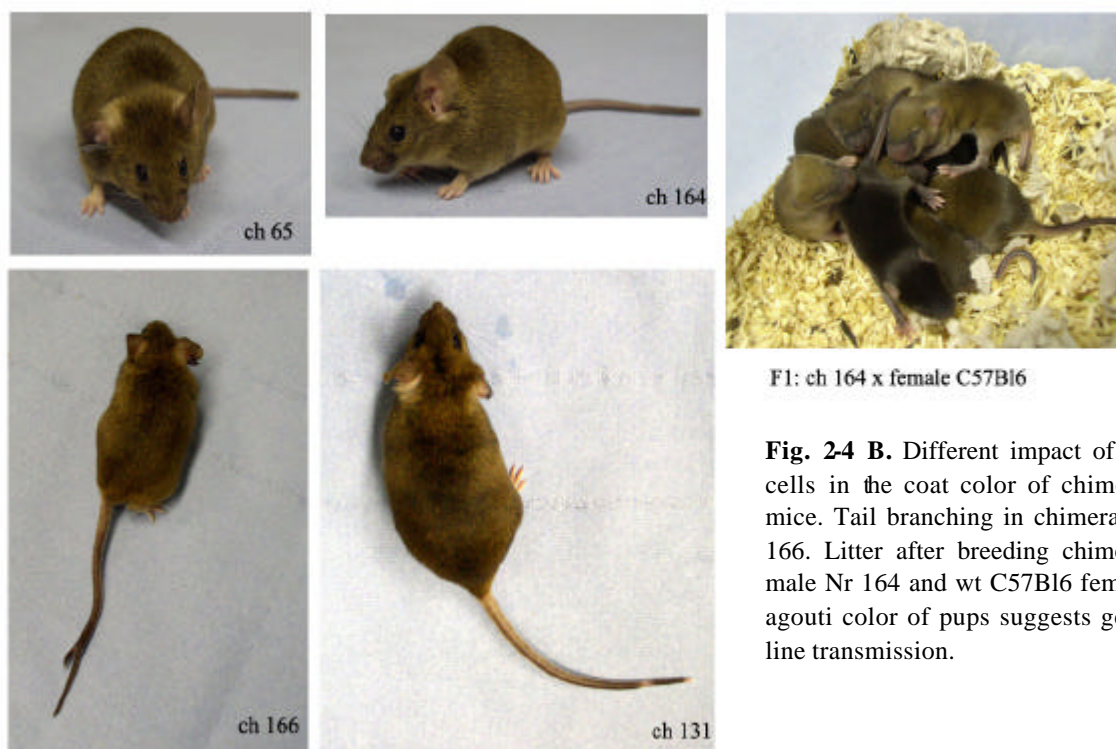 ch 65
ch 164
ch 166
ch 131
F1: ch 164 x female C57Bl6
Fig. 2-4 B. Different impact of
cells in the coat color of chim
mice. Tail branching in chimera
166. Litter after breeding chim
male Nr 164 and wt C57Bl6 fem
agouti color of pups suggests g
line transmission.